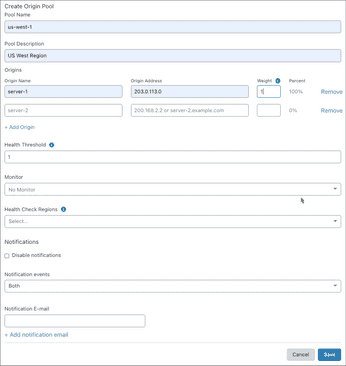 Create Origin Pool
Pool Name
us-west-1
Pool Description
US West Region
Origins
Origin Name Origin Address Weight Percent
server-1 203.0.113.0 1 100% Remove
server-2 200.168.2.2 or server-2.example.com 0% Remove
+ Add Origin
Health Threshold
1
Monitor
No Monitor
Health Check Regions
Select...
Notifications
Disable notifications
Notification events
Both
Notification E-mail
+ Add notification email
Cancel